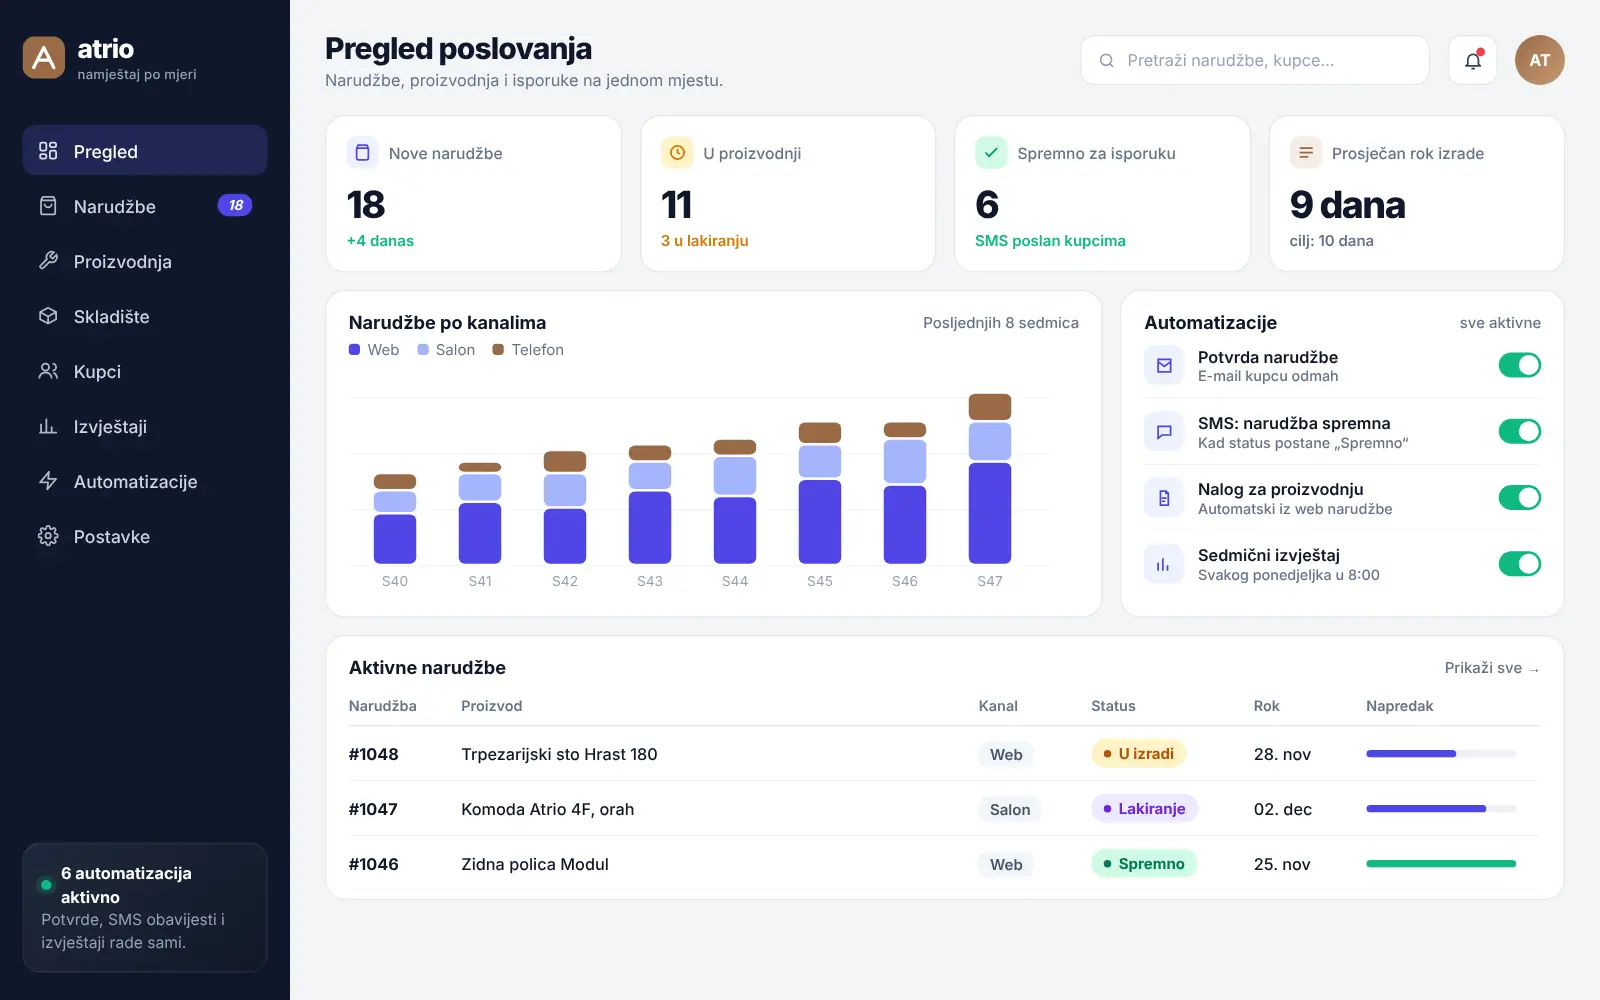 atrio
namještaj po mjeri
Pregled
Narudžbe 18
Proizvodnja
Skladište
Kupci
Izvještaji
Automatizacije
Postavke
6 automatizacija
aktivno
Potvrde, SMS obavijesti i
izvještaji rade sami.
Pregled poslovanja
Narudžbe, proizvodnja i isporuke na jednom mjestu.
Pretraži narudžbe, kupce...
AT
Nove narudžbe
18
+4 danas
U proizvodnji
11
3 u lakiranju
Spremno za isporuku
6
SMS poslan kupcima
Prosječan rok izrade
9 dana
cilj: 10 dana
Narudžbe po kanalima
Posljednjih 8 sedmica
Web Salon Telefon
S40 S41 S42 S43 S44 S45 S46 S47
Automatizacije
sve aktivne
Potvrda narudžbe
E-mail kupcu odmah
SMS: narudžba spremna
Kad status postane „Spremno“
Nalog za proizvodnju
Automatski iz web narudžbe
Sedmični izvještaj
Svakog ponedjeljka u 8:00
Aktivne narudžbe
Prikaži sve →
Narudžba Proizvod Kanal Status Rok Napredak
#1048 Trpezarijski sto Hrast 180 Web U izradi 28. nov
#1047 Komoda Atrio 4F, orah Salon Lakiranje 02. dec
#1046 Zidna polica Modul Web Spremno 25. nov